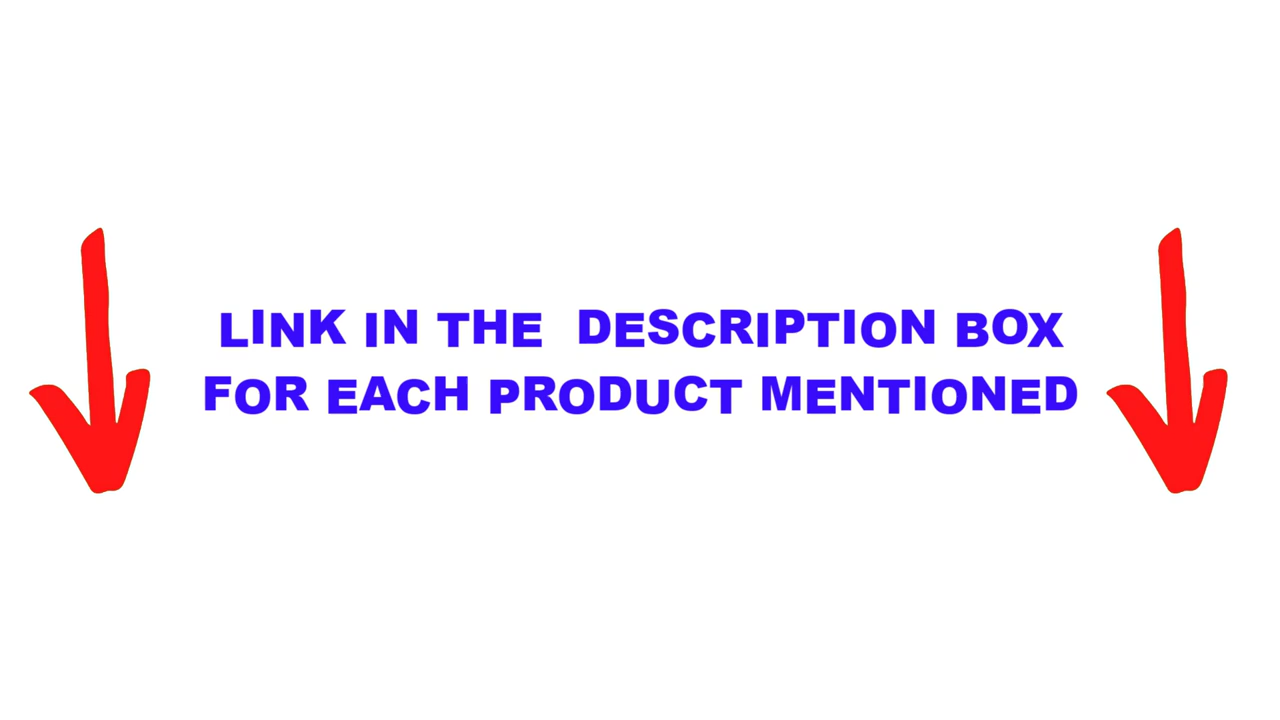 LINK IN THE  DESCRIPTION BOX
FOR EACH PRODUCT MENTIONED